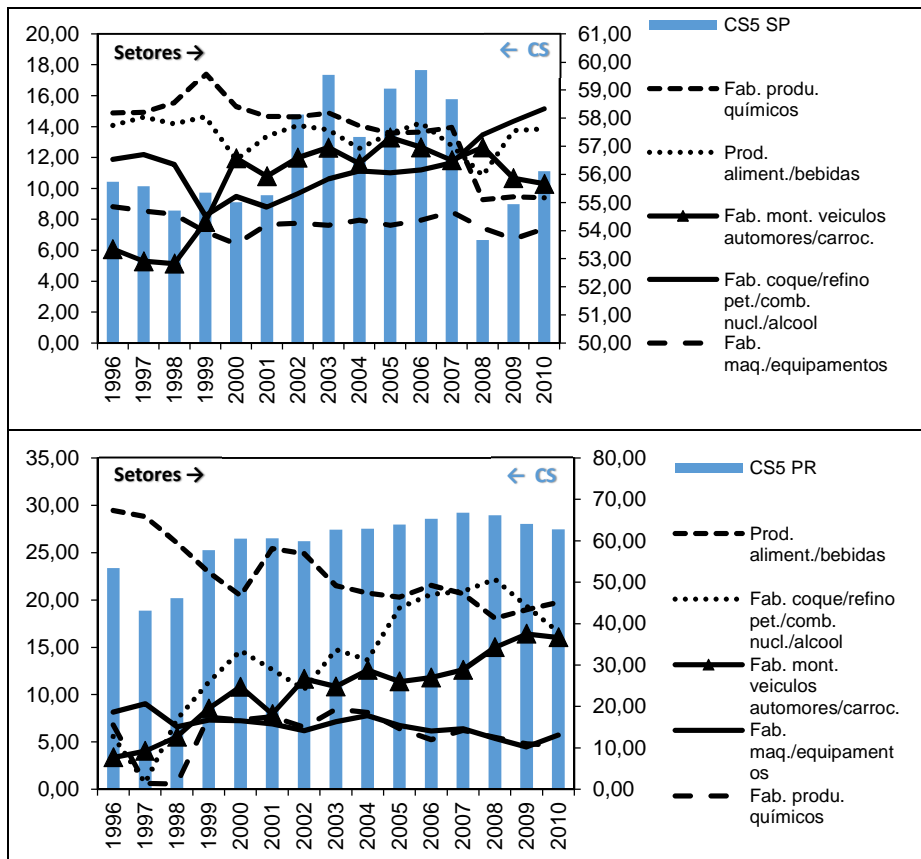 20,00
18,00
16,00
14,00
12,00
10,00
8,00
6,00
4,00
2,00
0,00
Setores →
← CS
61,00
60,00
59,00
58,00
57,00
56,00
55,00
54,00
53,00
52,00
51,00
50,00
1996
1997
1998
1999
2000
2001
2002
2003
2004
2005
2006
2007
2008
2009
2010
CS5 SP
Fab. produ.
químicos
Prod.
aliment./bebidas
Fab. mont. veiculos
automores/carroc.
Fab. coque/refino
pet./comb.
nucl./alcool
Fab.
maq./equipamentos
35,00
30,00
25,00
20,00
15,00
10,00
5,00
0,00
Setores →
← CS
80,00
70,00
60,00
50,00
40,00
30,00
20,00
10,00
0,00
1996
1997
1998
1999
2000
2001
2002
2003
2004
2005
2006
2007
2008
2009
2010
CS5 PR
Prod.
aliment./bebidas
Fab. coque/refino
pet./comb.
nucl./alcool
Fab. mont.
veiculos
automores/carroc.
Fab.
maq./equipament
os
Fab. produ.
químicos